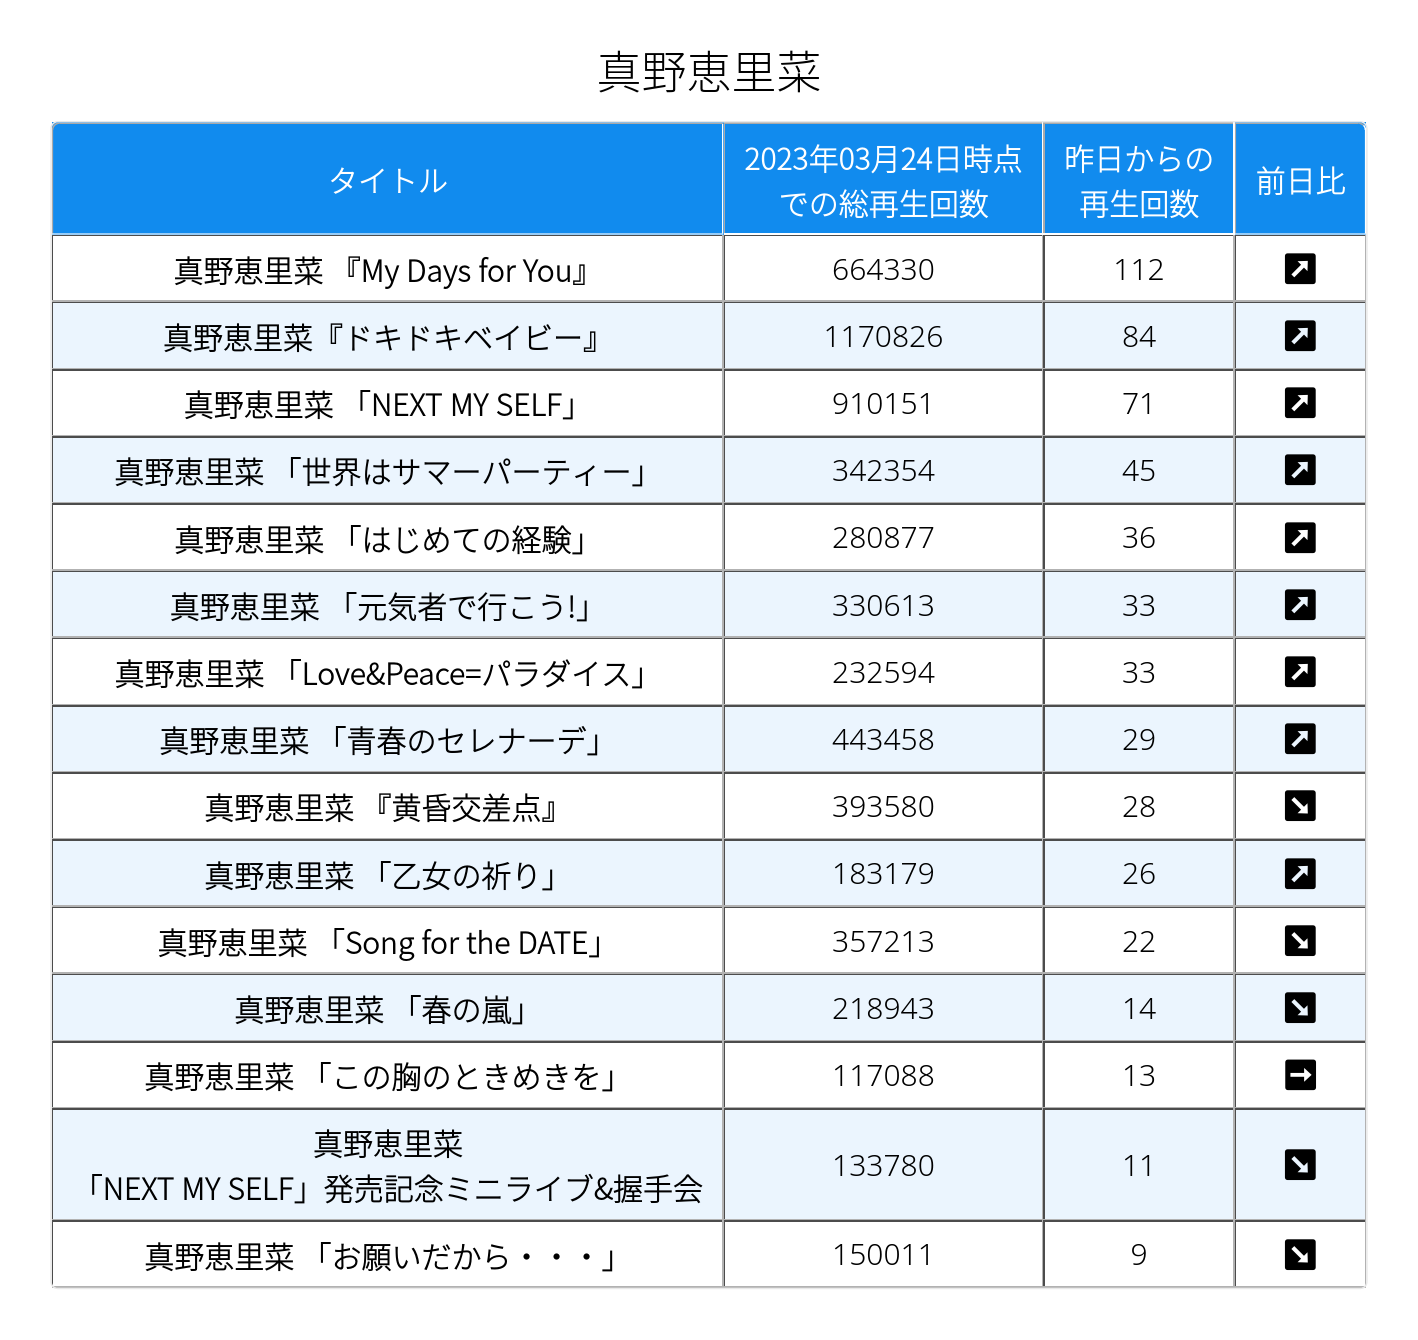 真野恵里菜
タイトル
2023年03月24日時点
での総再生回数
昨日からの
再生回数
前日比
真野恵里菜 『My Days for You』 664330 112
真野恵里菜『ドキドキベイビー』 1170826 84
真野恵里菜 「NEXT MY SELF」 910151 71
真野恵里菜 「世界はサマーパーティー」 342354 45
真野恵里菜 「はじめての経験」 280877 36
真野恵里菜 「元気者で行こう!」 330613 33
真野恵里菜 「Love&Peace=パラダイス」 232594 33
真野恵里菜 「青春のセレナーデ」 443458 29
真野恵里菜 『黄昏交差点』 393580 28
真野恵里菜 「乙女の祈り」 183179 26
真野恵里菜 「Song for the DATE」 357213 22
真野恵里菜 「春の嵐」 218943 14
真野恵里菜 「この胸のときめきを」 117088 13
真野恵里菜
「NEXT MY SELF」発売記念ミニライブ&握手会 133780 11
真野恵里菜 「お願いだから・・・」 150011 9